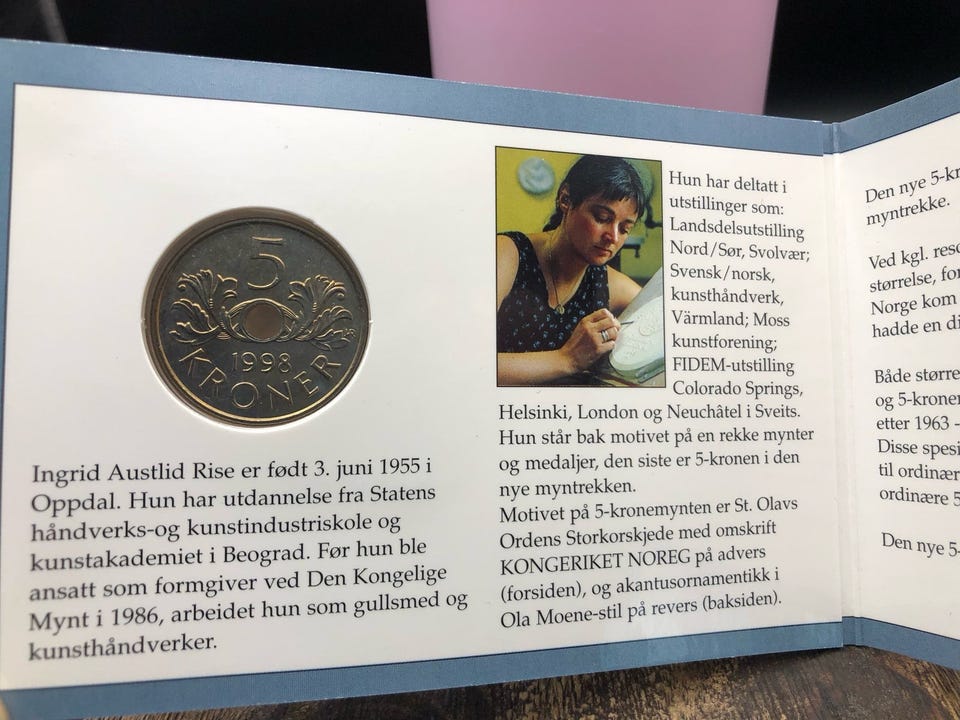 5
1998
KRONER
Ingrid Austlid Rise er født 3. juni 1955 i
Oppdal. Hun har utdannelse fra Statens
håndverks-og kunstindustriskole og
kunstakademiet i Beograd. Før hun ble
ansatt som formgiver ved Den Kongelige
Mynt i 1986, arbeidet hun som gullsmed og
kunsthåndverker.
Hun har deltatt i
utstillinger som:
Landsdelsutstilling
Nord/Sør, Svolvær;
Svensk/norsk,
kunsthåndverk,
Värmland; Moss
kunstforening;
FIDEM-utstilling
Colorado Springs,
Helsinki, London og Neuchâtel i Sveits.
Hun står bak motivet på en rekke mynter
og medaljer, den siste er 5-kronen i den
nye myntrekken.
Motivet på 5-kronemynten er St. Olavs
Ordens Storkorskjede med omskrift
KONGERIKET NOREG på advers
(forsiden), og akantusornamentikk i
Ola Moene-stil på revers (baksiden).
Den nye 5-kr
myntrekke.
Ved kgl. reso
størrelse, for
Norge kom
hadde en di
Både større
og 5-kroner
etter 1963 -
Disse spesi
til ordinær
ordinære 5
Den nye 5-